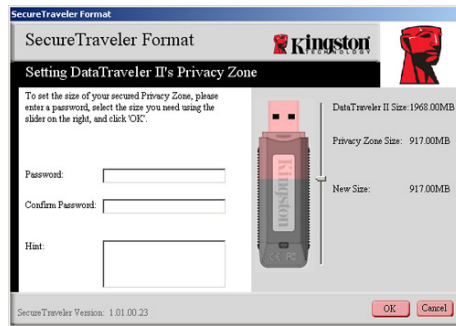 SecureTraveler Format
SecureTraveler Format
Kingston
TECHNOLOGY
Setting DataTraveler II's Privacy Zone
To set the size of your secured Privacy Zone, please
enter a password, select the size you need using the
slider on the right, and click 'OK'.
Password:
Confirm Password:
Hint:
Kingston
DataTraveler II Size:1968.00MB
Privacy Zone Size: 917.00MB
New Size: 917.00MB
SecureTraveler Version: 1.01.00.23
OK
Cancel